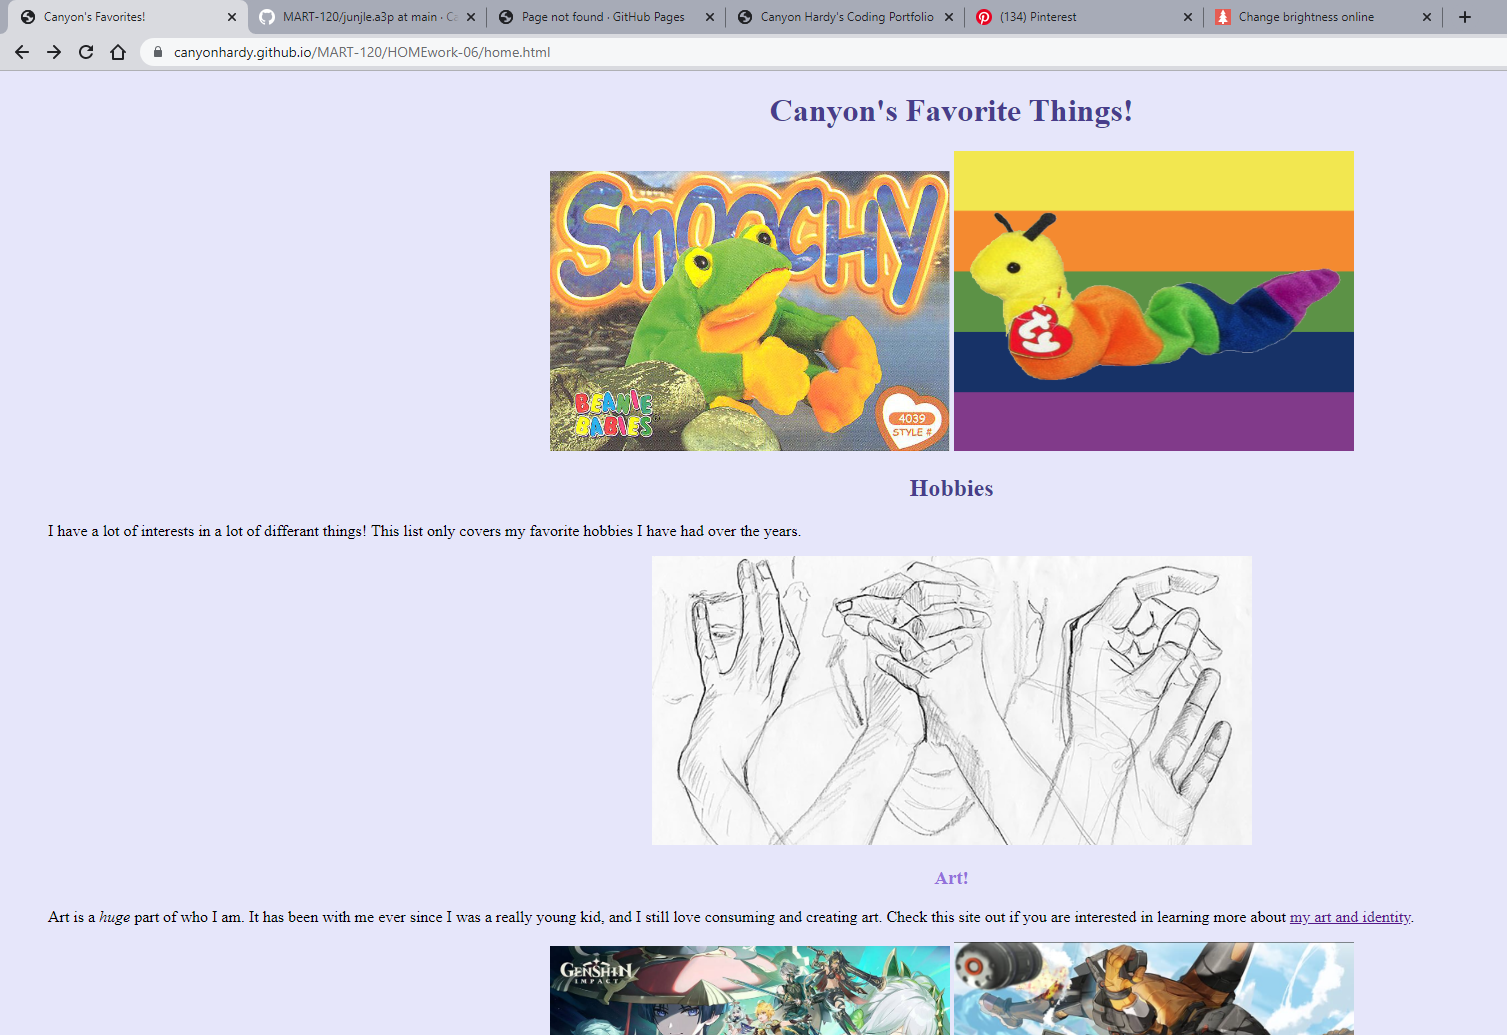 Canyon's Favorites!
MART-120/junjle.a3p at main · Ca
Page not found · GitHub Pages
Canyon Hardy's Coding Portfolio
(134) Pinterest
Change brightness online
canyonhardy.github.io/MART-120/HOMEwork-06/home.html
Canyon's Favorite Things!
SMOOCHY
BEANIE
BABIES
4039
STYLE #
ty
Hobbies
I have a lot of interests in a lot of differant things! This list only covers my favorite hobbies I have had over the years.
Art!
Art is a huge part of who I am. It has been with me ever since I was a really young kid, and I still love consuming and creating art. Check this site out if you are interested in learning more about my art and identity.
GENSHIN
IMPACT